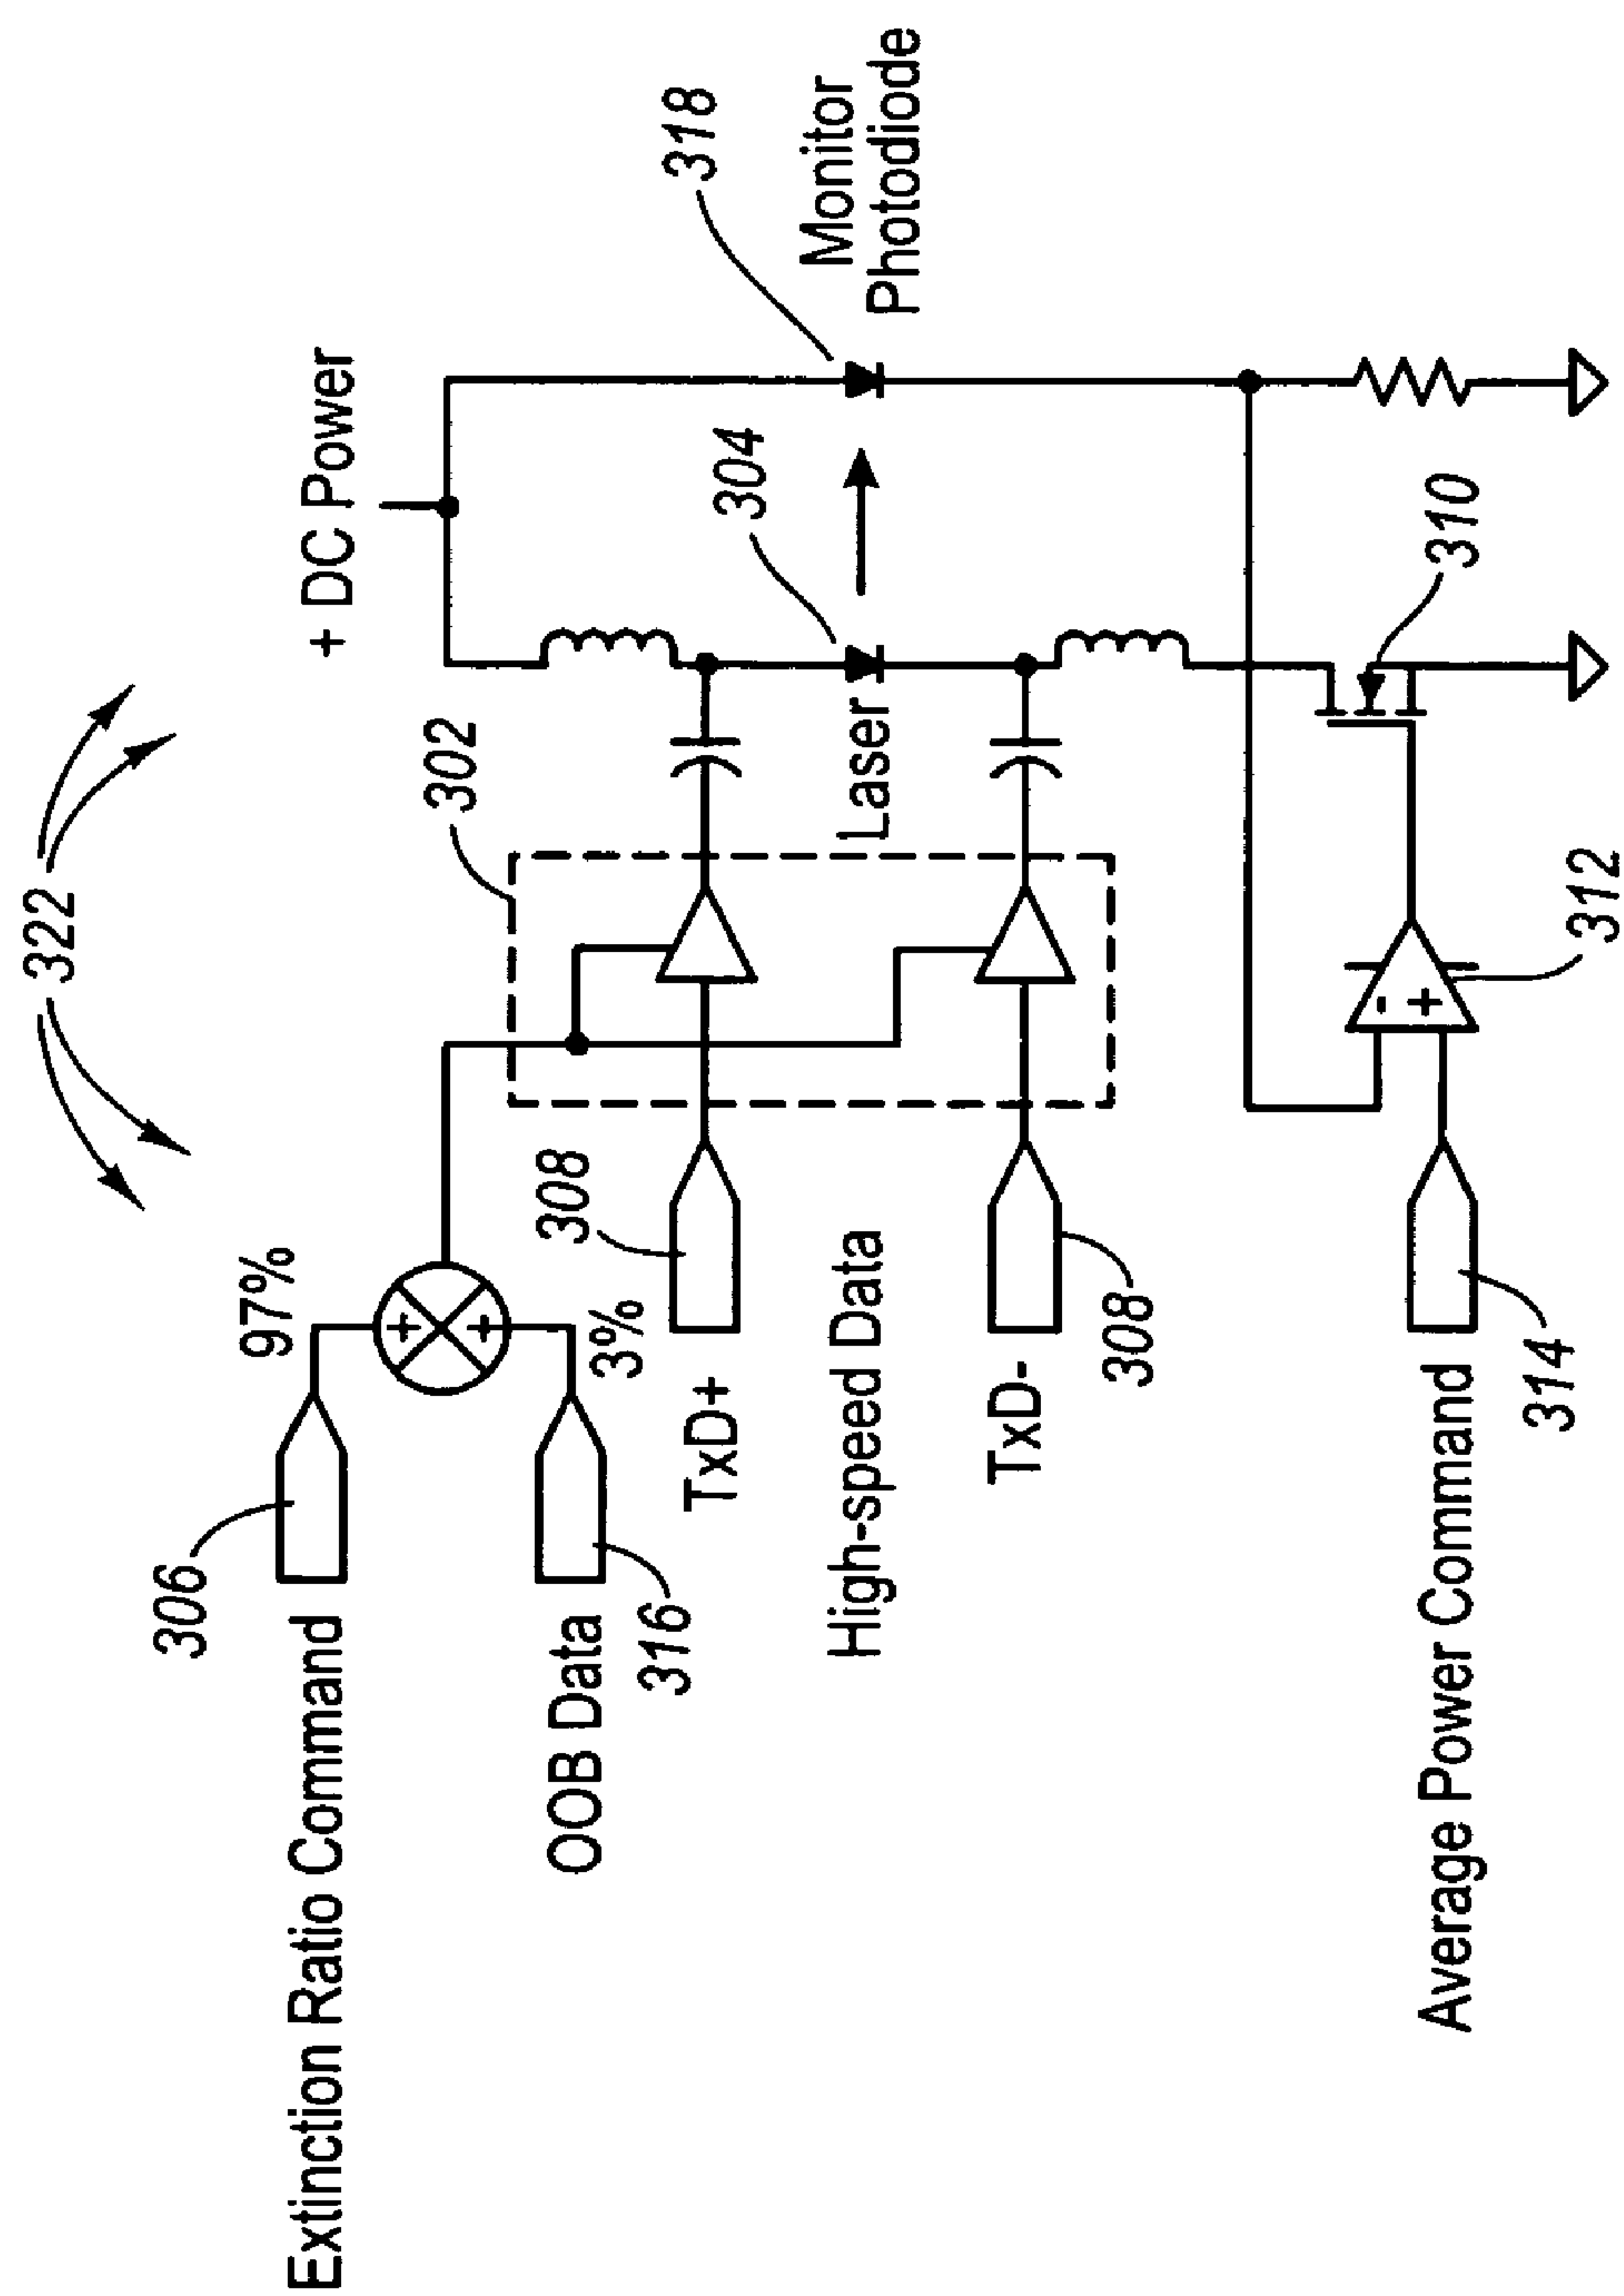 322
+ DC Power
306
97%
302
304
318
Extinction Ratio Command
+
+
OOB Data
316
3%
308
TxD+
High-speed Data
Laser
Monitor
Photodiode
TxD-
308
310
-
+
312
Average Power Command
314